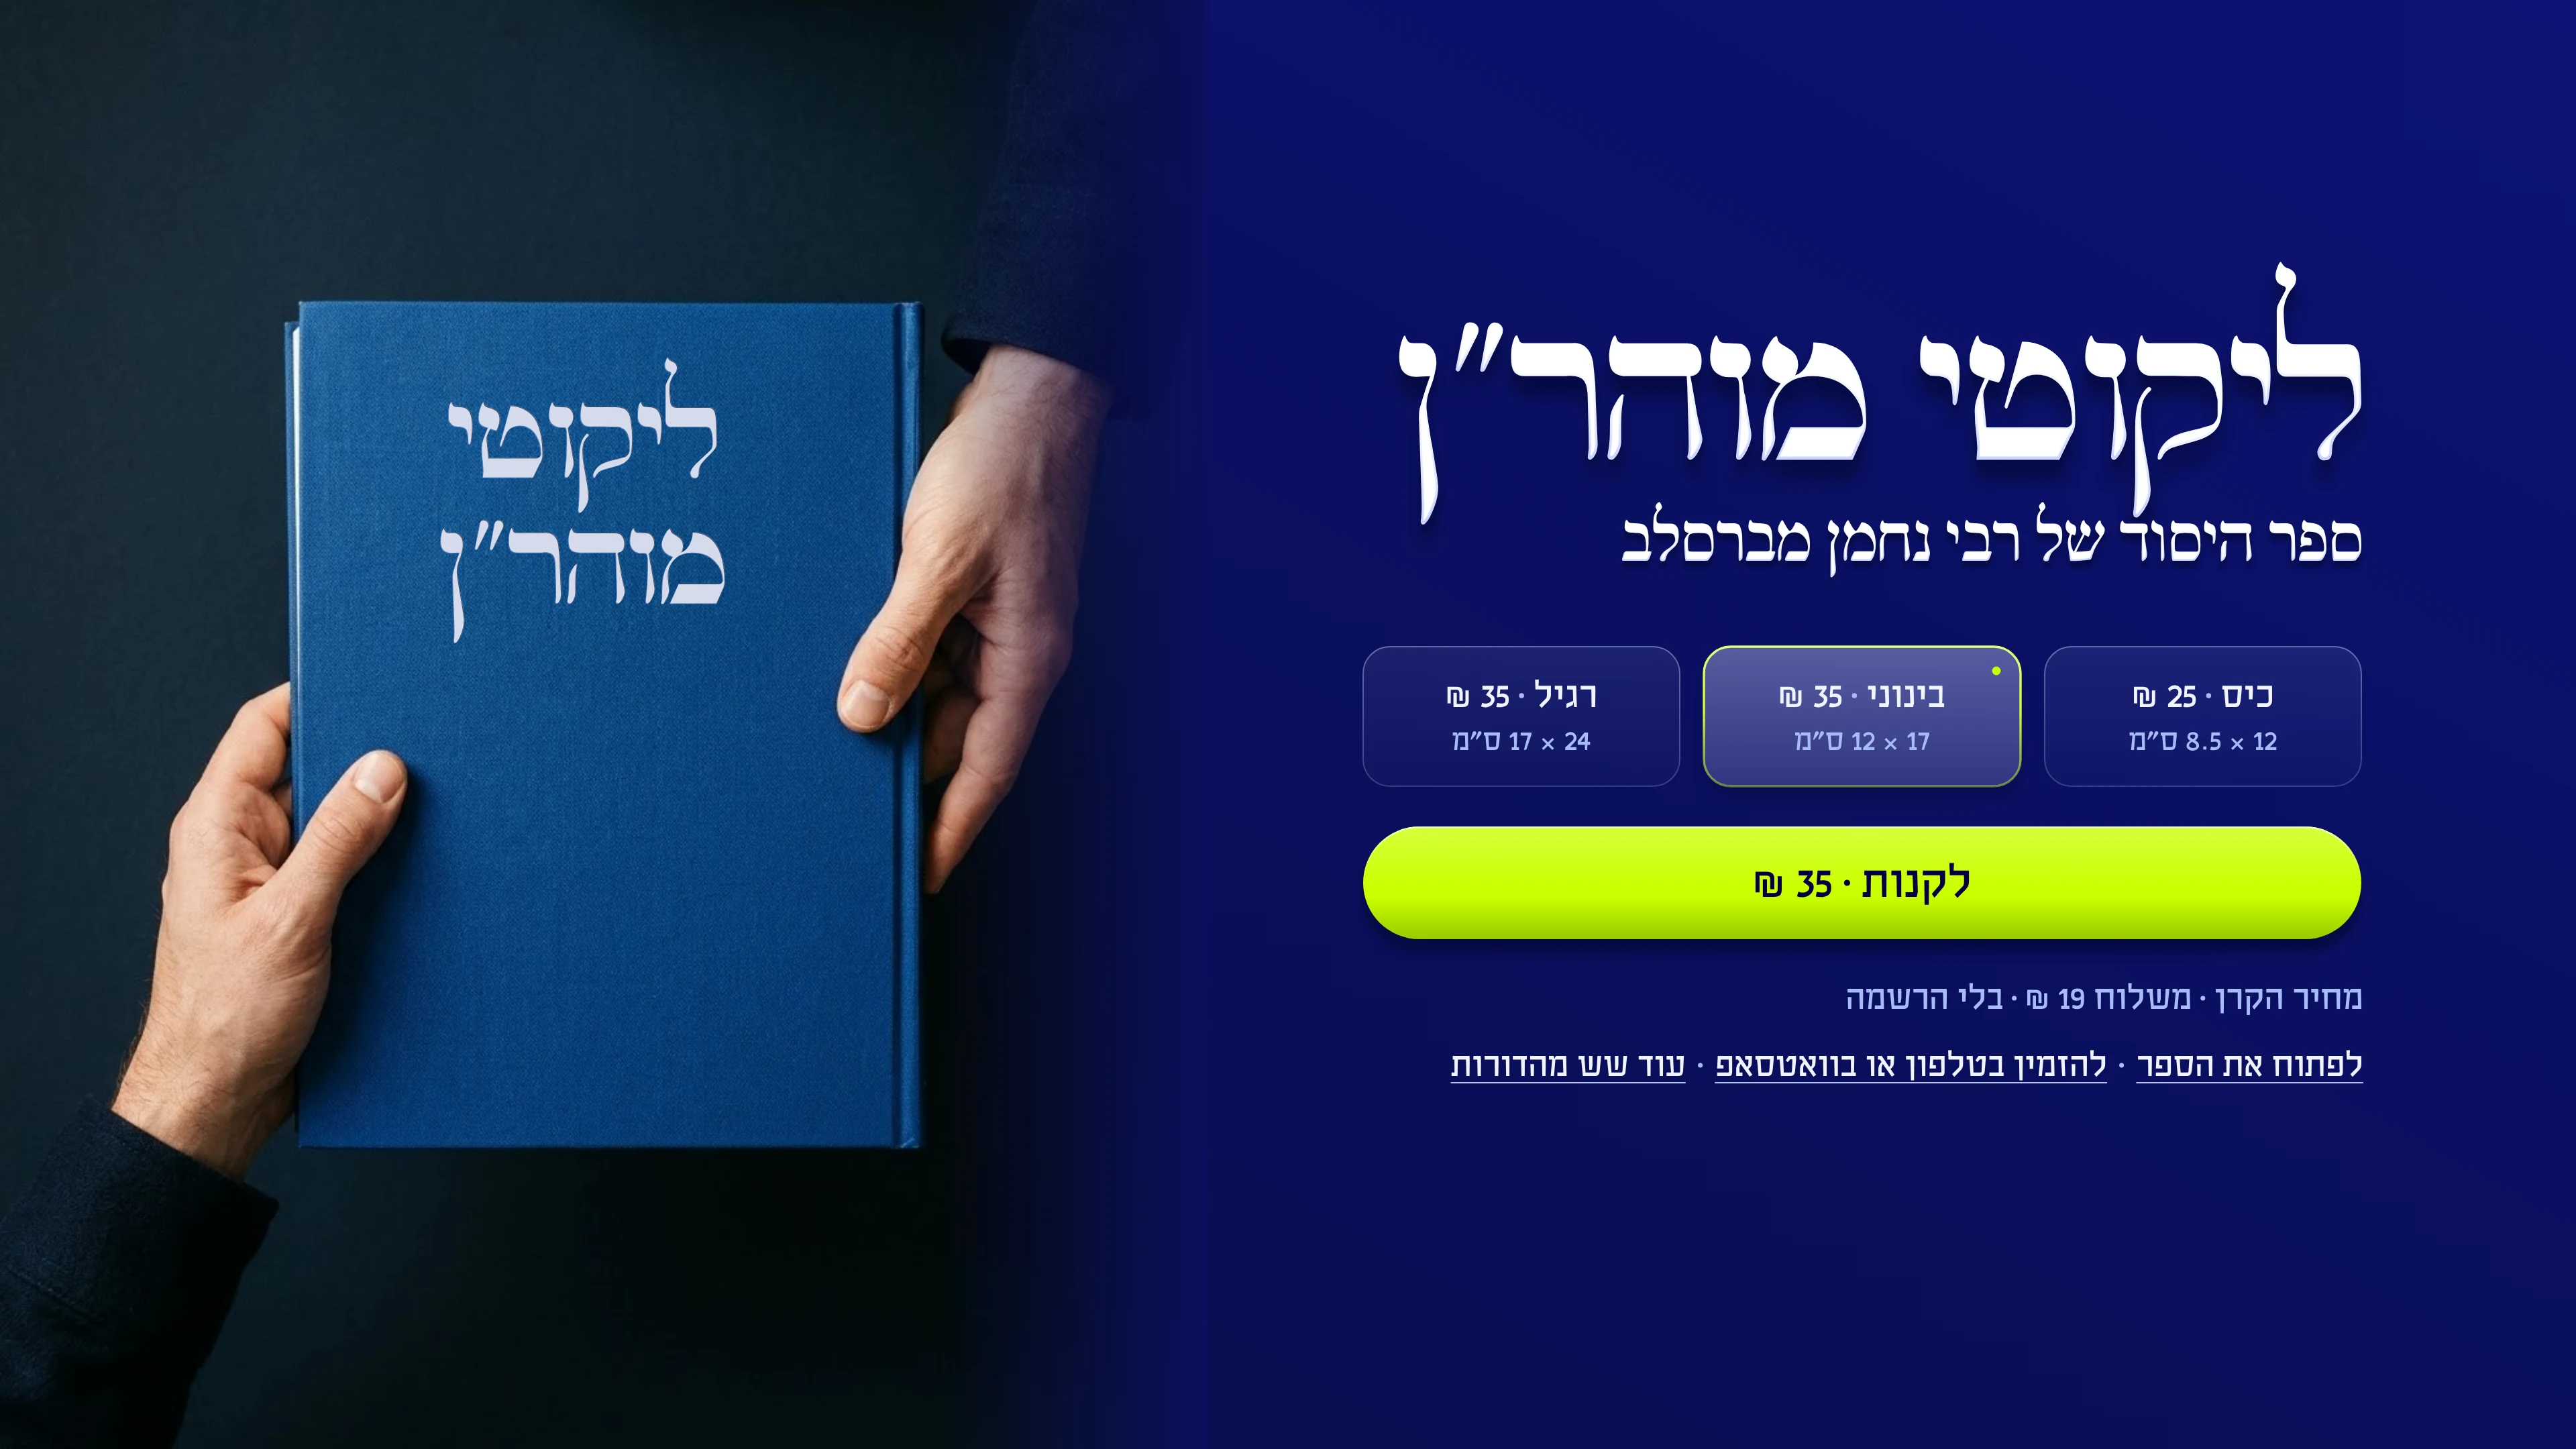 ליקוטי
מוהר״ן
ליקוטי מוהר״ן
ספר היסוד של רבי נחמן מברסלב
כיס · 25 ₪
12 × 8.5 ס״מ
בינוני · 35 ₪
17 × 12 ס״מ
רגיל · 35 ₪
24 × 17 ס״מ
לקנות · 35 ₪
מחיר הקרן · משלוח 19 ₪ · בלי הרשמה
לפתוח את הספר · להזמין בטלפון או בוואטסאפ · עוד שש מהדורות